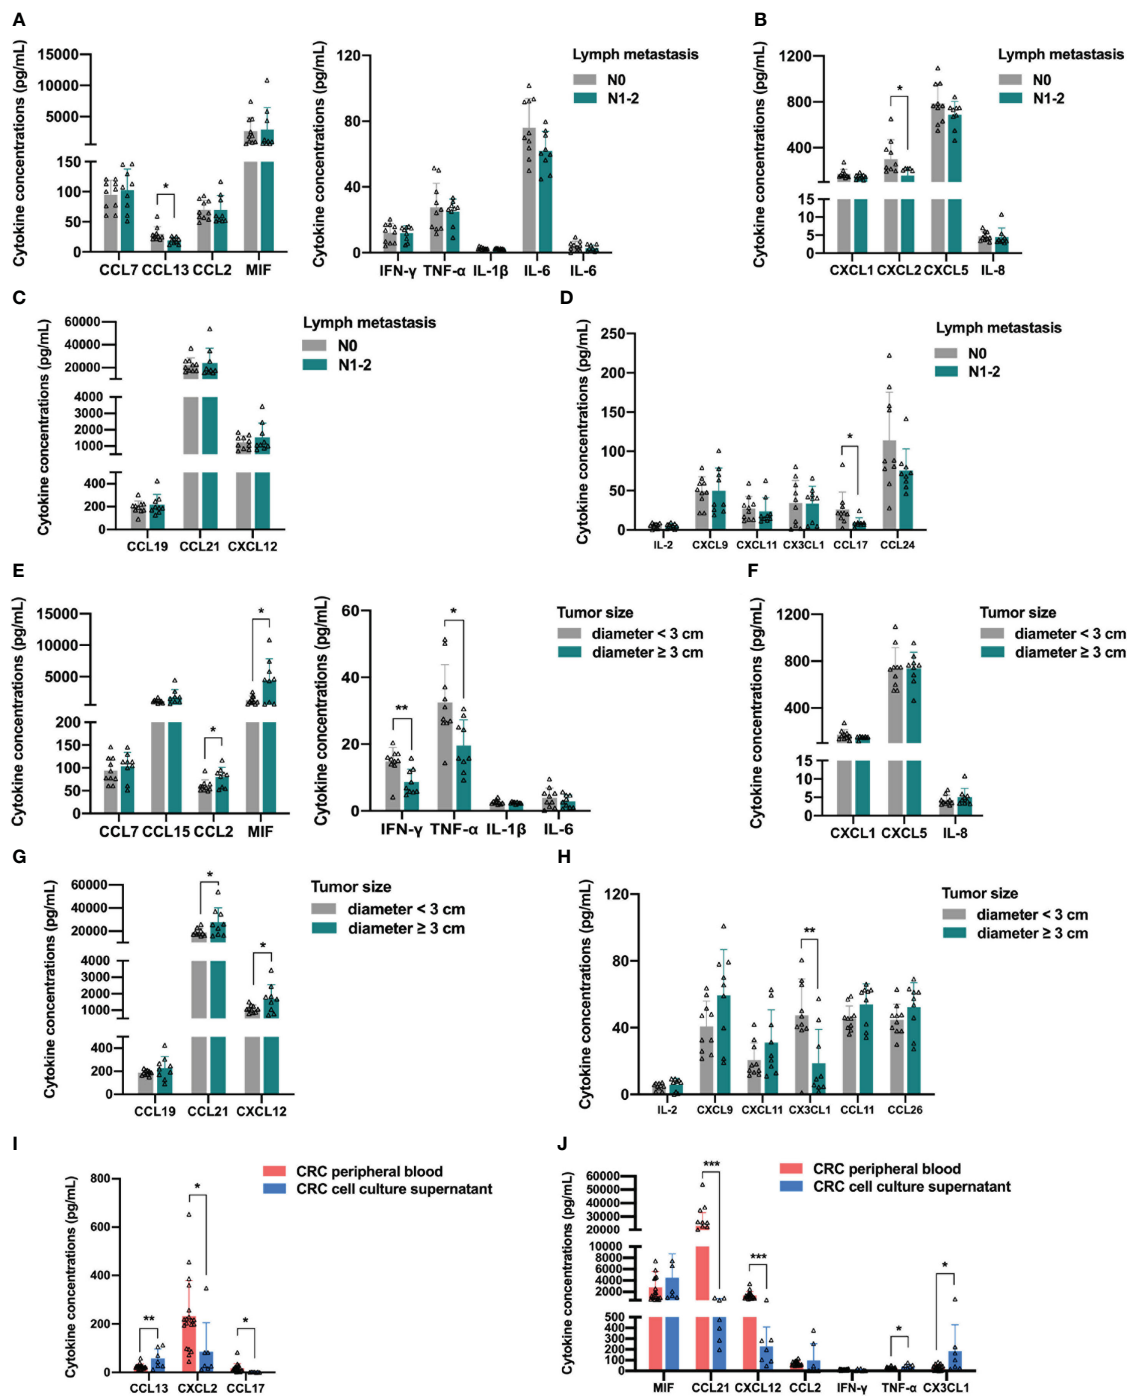 A
Cytokine concentrations (pg/mL)
15000
10000
5000
150
100
50
0
*
CCL7 CCL13 CCL2 MIF
Cytokine concentrations (pg/mL)
120
80
40
0
IFN-γ TNF-α IL-1β IL-6 IL-6
Lymph metastasis
N0
N1-2
B
Cytokine concentrations (pg/mL)
1200
800
400
15
10
5
0
*
CXCL1 CXCL2 CXCL5 IL-8
Lymph metastasis
N0
N1-2
C
Cytokine concentrations (pg/mL)
60000
40000
20000
4000
3000
2000
1000
400
200
0
CCL19 CCL21 CXCL12
Lymph metastasis
N0
N1-2
D
Cytokine concentrations (pg/mL)
250
200
150
100
50
0
*
IL-2 CXCL9 CXCL11 CX3CL1 CCL17 CCL24
Lymph metastasis
N0
N1-2
E
Cytokine concentrations (pg/mL)
15000
10000
5000
200
150
100
50
0
*
*
CCL7 CCL15 CCL2 MIF
Cytokine concentrations (pg/mL)
60
40
20
0
**
*
IFN-γ TNF-α IL-1β IL-6
Tumor size
diameter < 3 cm
diameter ≥ 3 cm
F
Cytokine concentrations (pg/mL)
1200
800
400
15
10
5
0
CXCL1 CXCL5 IL-8
Tumor size
diameter < 3 cm
diameter ≥ 3 cm
G
Cytokine concentrations (pg/mL)
60000
40000
20000
4000
3000
2000
1000
400
200
0
*
*
CCL19 CCL21 CXCL12
Tumor size
diameter < 3 cm
diameter ≥ 3 cm
H
Cytokine concentrations (pg/mL)
120
80
40
0
**
IL-2 CXCL9 CXCL11 CX3CL1 CCL11 CCL26
Tumor size
diameter < 3 cm
diameter ≥ 3 cm
I
Cytokine concentrations (pg/mL)
800
600
400
200
0
**
*
*
CCL13 CXCL2 CCL17
CRC peripheral blood
CRC cell culture supernatant
J
Cytokine concentrations (pg/mL)
60000
50000
40000
30000
20000
10000
8000
6000
4000
2000
500
400
300
200
100
0
***
***
*
*
MIF CCL21 CXCL12 CCL2 IFN-γ TNF-α CX3CL1
CRC peripheral blood
CRC cell culture supernatant